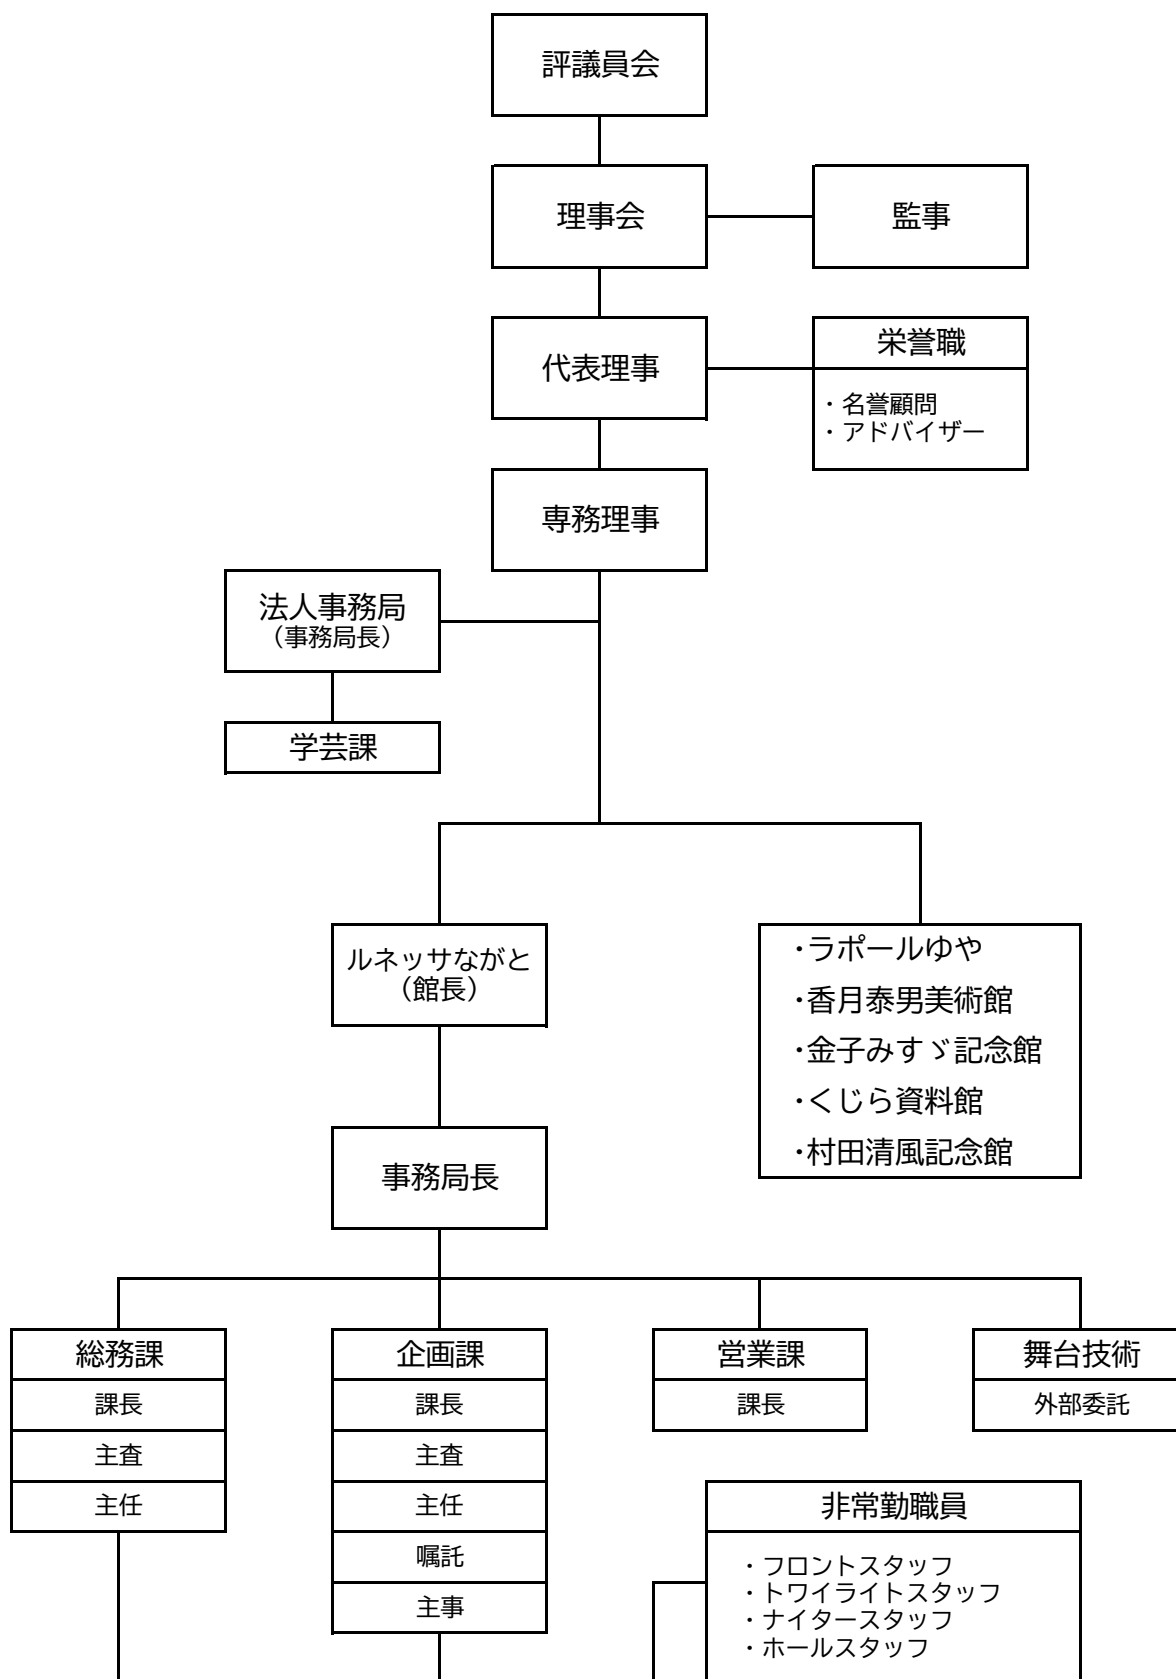 評議員会
理事会
監事
代表理事
栄誉職
・名誉顧問
・アドバイザー
専務理事
法人事務局
（事務局長）
学芸課
ルネッサながと
（館長）
・ラポールゆや
・香月泰男美術館
・金子みすゞ記念館
・くじら資料館
・村田清風記念館
事務局長
総務課
課長
主査
主任
企画課
課長
主査
主任
嘱託
主事
営業課
課長
舞台技術
外部委託
非常勤職員
・フロントスタッフ
・トワイライトスタッフ
・ナイタースタッフ
・ホールスタッフ